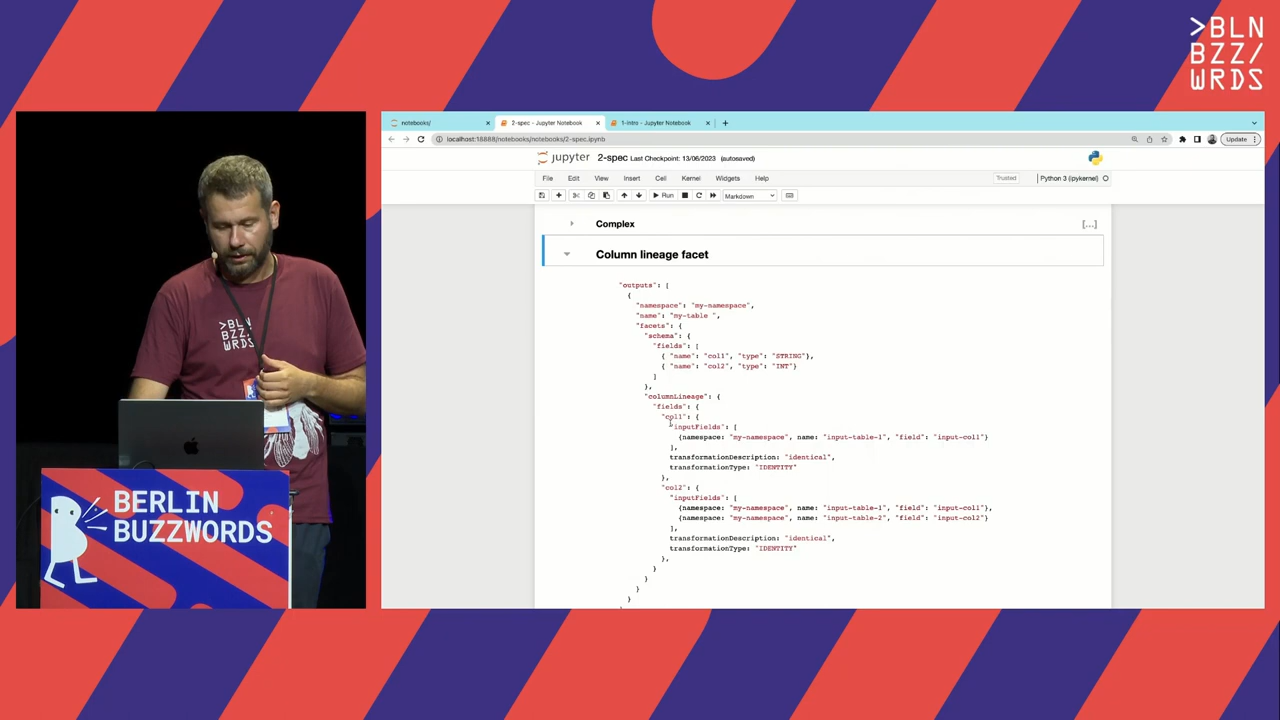 >BLN
BZZ/
WRDS
notebooks/
2-spec - Jupyter Notebook
1-intro - Jupyter Notebook
localhost:18888/notebooks/notebooks/2-spec.ipynb
Update
jupyter 2-spec Last Checkpoint: 13/06/2023 (autosaved)
File Edit View Insert Cell Kernel Widgets Help
Trusted
Python 3 (ipykernel)
Run
Markdown
Complex
[...]
Column lineage facet
"outputs": [
{
"namespace": "my-namespace",
"name": "my-table ",
"facets": {
"schema": {
"fields": [
{ "name": "col1", "type": "STRING"},
{ "name": "col2", "type": "INT"}
]
},
"columnLineage": {
"fields": {
"col1": {
"inputFields": [
{namespace: "my-namespace", name: "input-table-1", "field": "input-col1"}
],
transformationDescription: "identical",
transformationType: "IDENTITY"
},
"col2": {
"inputFields": [
{namespace: "my-namespace", name: "input-table-1", "field": "input-col1"},
{namespace: "my-namespace", name: "input-table-2", "field": "input-col2"}
],
transformationDescription: "identical",
transformationType: "IDENTITY"
},
}
}
}
}
>BLN
BZZ/
WRDS
BERLIN
BUZZWORDS